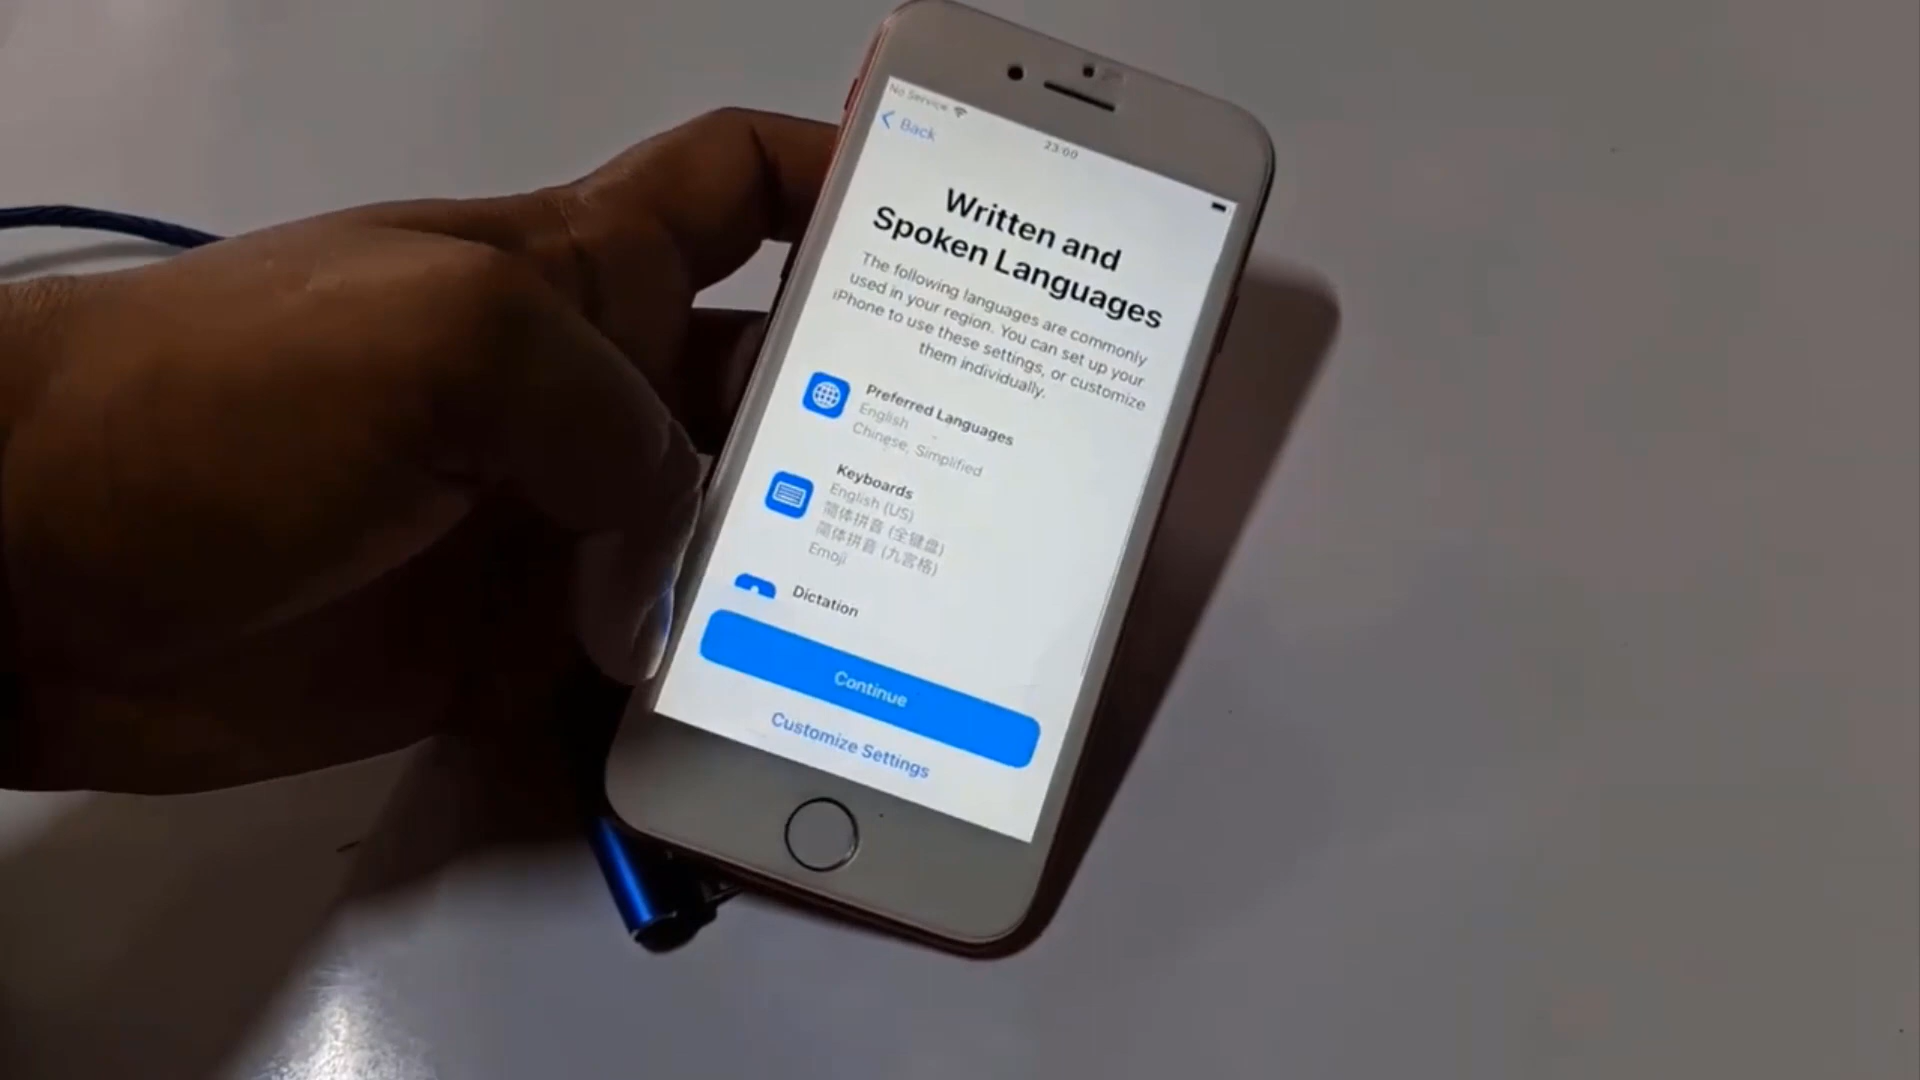 No Service
Back
23:00
Written and
Spoken Languages
The following languages are commonly
used in your region. You can set up your
iPhone to use these settings, or customize
them individually.
Preferred Languages
English
Chinese, Simplified
Keyboards
English (US)
简体拼音 (全键盘)
简体拼音 (九宫格)
Emoji
Dictation
Continue
Customize Settings